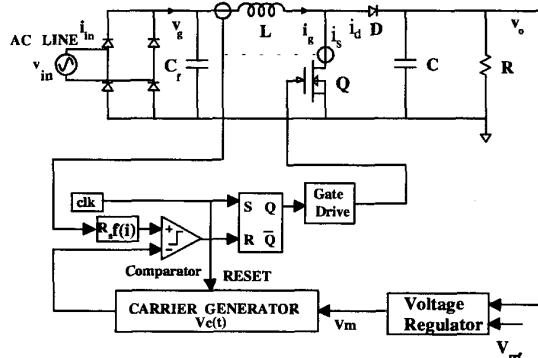 i_in
v_g
L
i_g
i_s
i_d
D
v_o
AC LINE
v_in
C_f
Q
C
R
clk
R_s f(i)
+
-
S Q
R Q̅
Gate
Drive
Comparator
RESET
CARRIER GENERATOR
Vc(t)
Vm
Voltage
Regulator